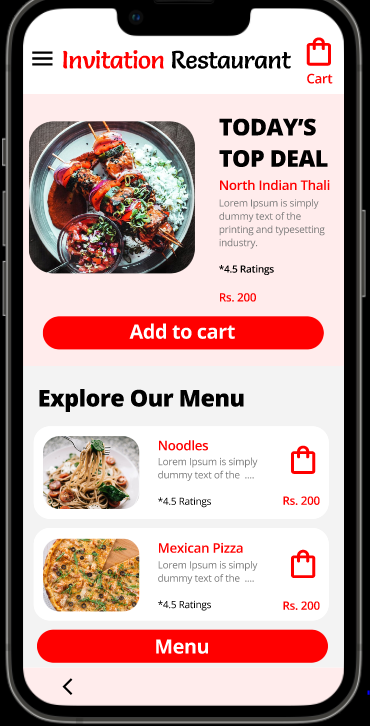 Invitation Restaurant
Cart
TODAY'S
TOP DEAL
North Indian Thali
Lorem Ipsum is simply
dummy text of the
printing and typesetting
industry.
*4.5 Ratings
Rs. 200
Add to cart
Explore Our Menu
Noodles
Lorem Ipsum is simply
dummy text of the ....
*4.5 Ratings
Rs. 200
Mexican Pizza
Lorem Ipsum is simply
dummy text of the ....
*4.5 Ratings
Rs. 200
Menu